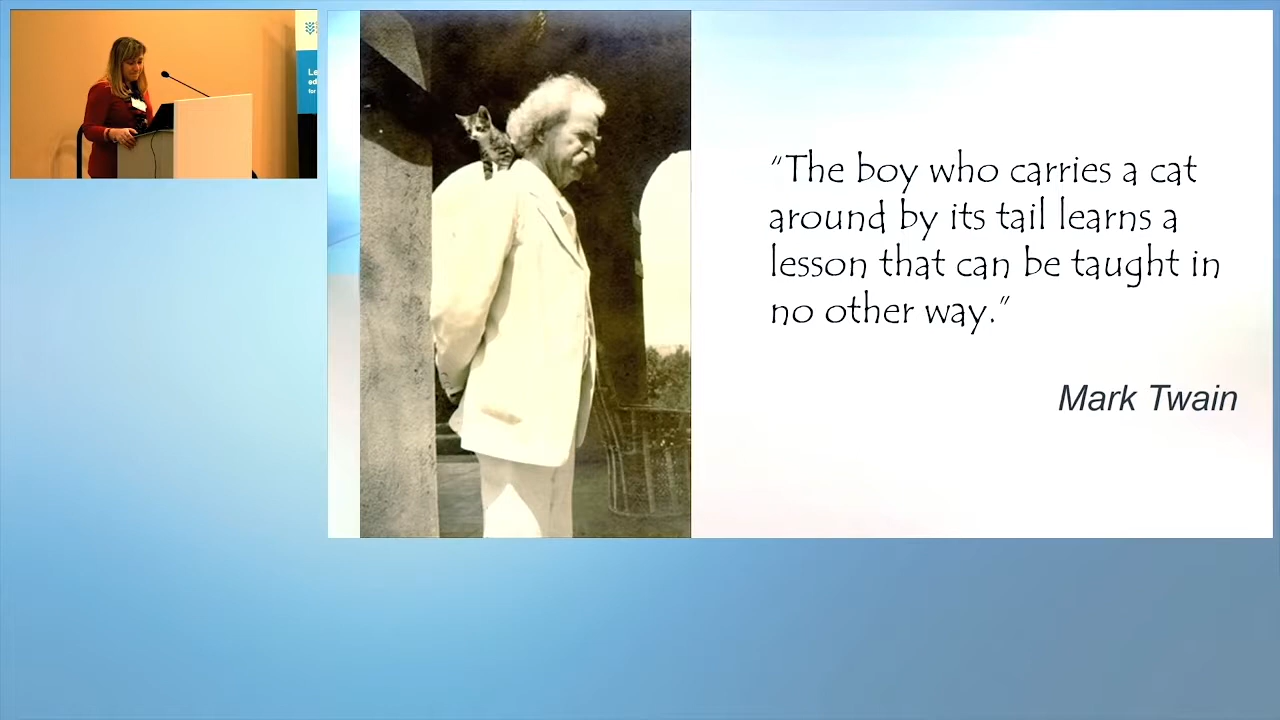 "The boy who carries a cat
around by its tail learns a
lesson that can be taught in
no other way."
Mark Twain